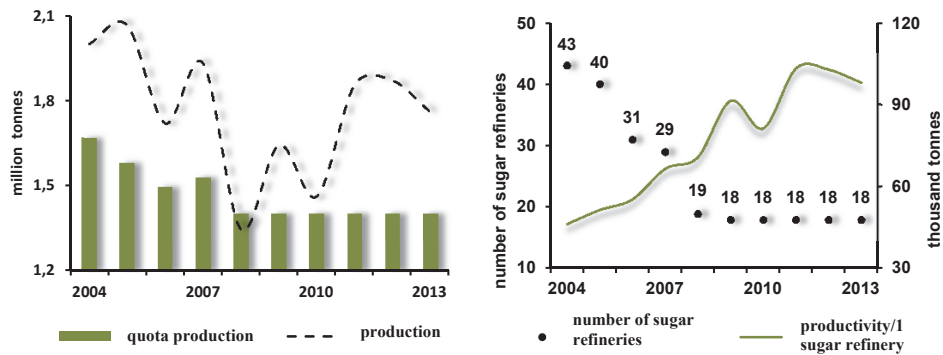 million tonnes
2,1
1,8
1,5
1,2
2004 2007 2010 2013
quota production
production
number of sugar refineries
50
40
30
20
10
43
40
31
29
19
18 18 18 18 18
120
90
60
30
thousand tonnes
2004 2007 2010 2013
number of sugar
refineries
productivity/1
sugar refinery